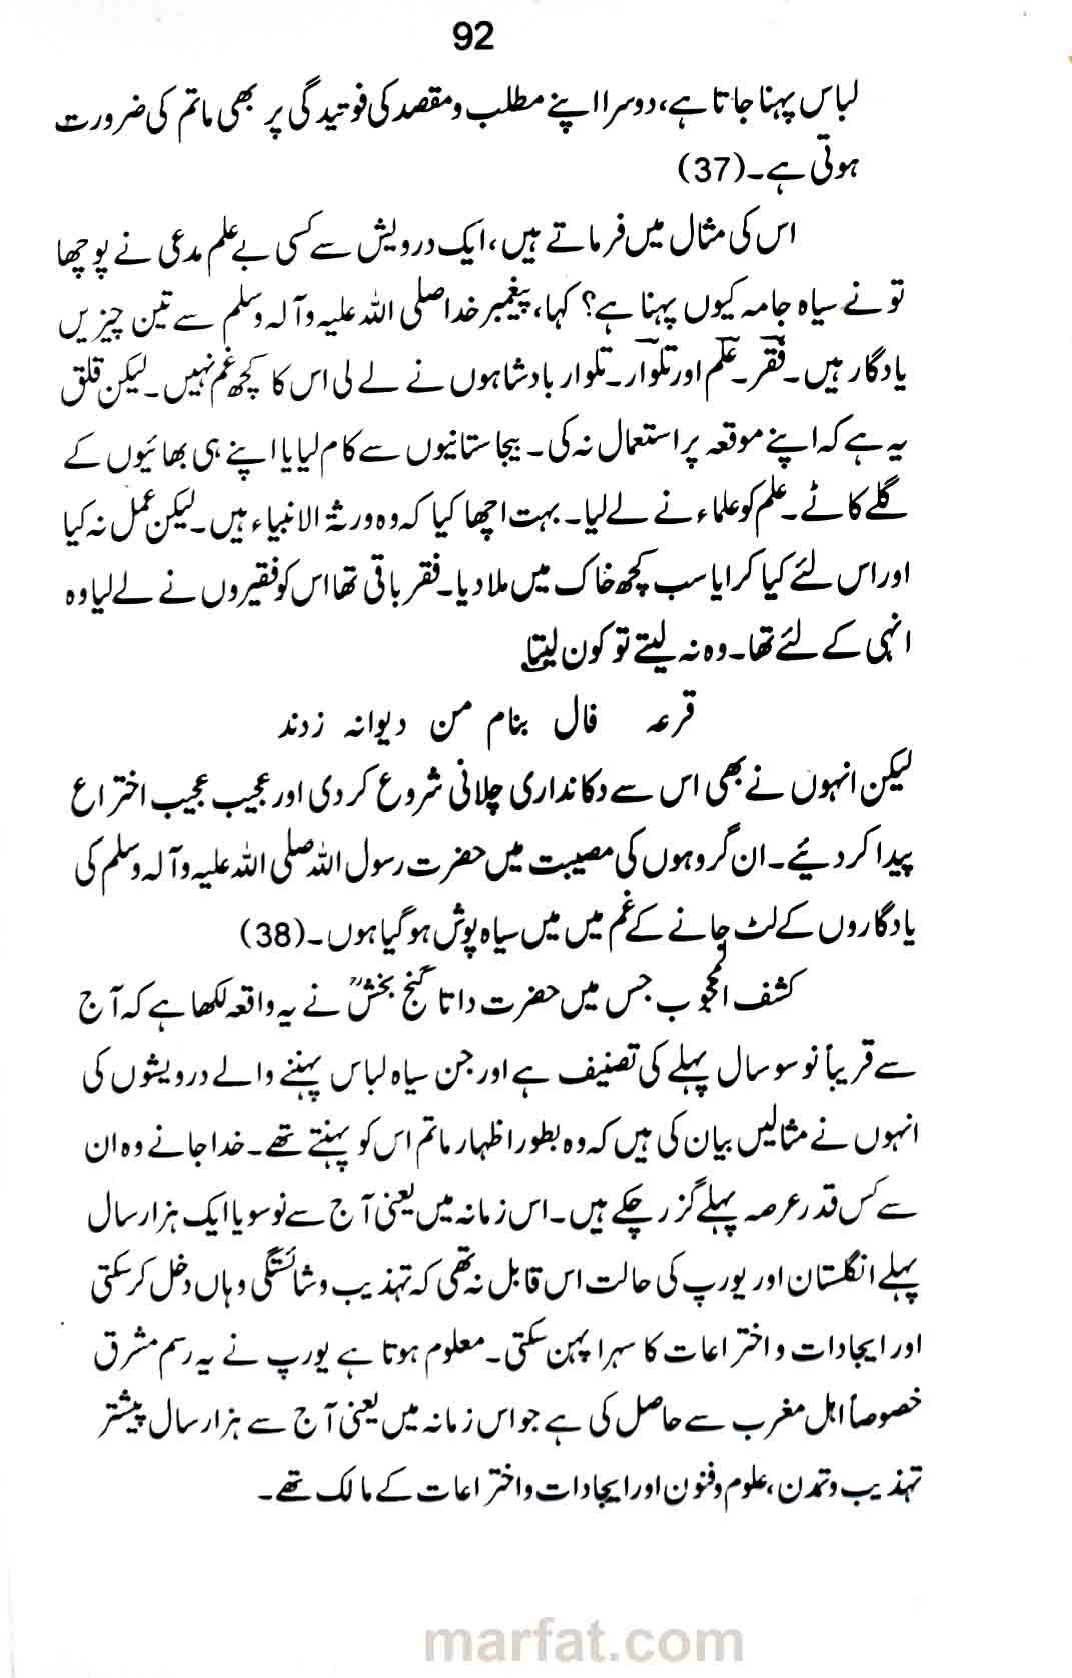 92
لباس پہنا جاتا ہے، دوسرا اپنے مطلب و مقصد کی فوتیدگی پر بھی ماتم کی ضرورت
ہوتی ہے۔(37)
اس کی مثال میں فرماتے ہیں، ایک درویش سے کسی بے علم مدعی نے پوچھا
تو نے سیاہ جامہ کیوں پہنا ہے؟ کہا، پیغمبر خدا صلی اللہ علیہ وآلہ وسلم سے تین چیزیں
یادگار ہیں۔ فقر۔ علم اور تلوار۔ تلوار بادشاہوں نے لے لی اس کا کچھ غم نہیں۔ لیکن قلق
یہ ہے کہ اپنے موقعہ پر استعمال نہ کی۔ بیجا ستانیوں سے کام لیا یا اپنے ہی بھائیوں کے
گلے کاٹے۔ علم کو علماء نے لے لیا۔ بہت اچھا کیا کہ وہ ورثۃ الانبیاء ہیں۔ لیکن عمل نہ کیا
اور اس لئے کیا کرایا سب کچھ خاک میں ملا دیا۔ فقر باقی تھا اس کو فقیروں نے لے لیا وہ
انہی کے لئے تھا۔ وہ نہ لیتے تو کون لیتا
قرعہ فال بنام من دیوانہ زدند
لیکن انہوں نے بھی اس سے دکانداری چلانی شروع کر دی اور عجیب عجیب اختراع
پیدا کر دیئے۔ ان گروہوں کی مصیبت میں حضرت رسول اللہ صلی اللہ علیہ وآلہ وسلم کی
یادگاروں کے لٹ جانے کے غم میں میں سیاہ پوش ہو گیا ہوں۔(38)
کشف المحجوب جس میں حضرت داتا گنج بخشؒ نے یہ واقعہ لکھا ہے کہ آج
سے قریباً نو سو سال پہلے کی تصنیف ہے اور جن سیاہ لباس پہننے والے درویشوں کی
انہوں نے مثالیں بیان کی ہیں کہ وہ بطور اظہار ماتم اس کو پہنتے تھے۔ خدا جانے وہ ان
سے کس قدر عرصہ پہلے گزر چکے ہیں۔ اس زمانہ میں یعنی آج سے نو سو یا ایک ہزار سال
پہلے انگلستان اور یورپ کی حالت اس قابل نہ تھی کہ تہذیب و شائستگی وہاں دخل کر سکتی
اور ایجادات و اختراعات کا سہرا پہن سکتی۔ معلوم ہوتا ہے یورپ نے یہ رسم مشرق
خصوصاً اہل مغرب سے حاصل کی ہے جو اس زمانہ میں یعنی آج سے ہزار سال پیشتر
تہذیب و تمدن، علوم و فنون اور ایجادات و اختراعات کے مالک تھے۔
marfat.com